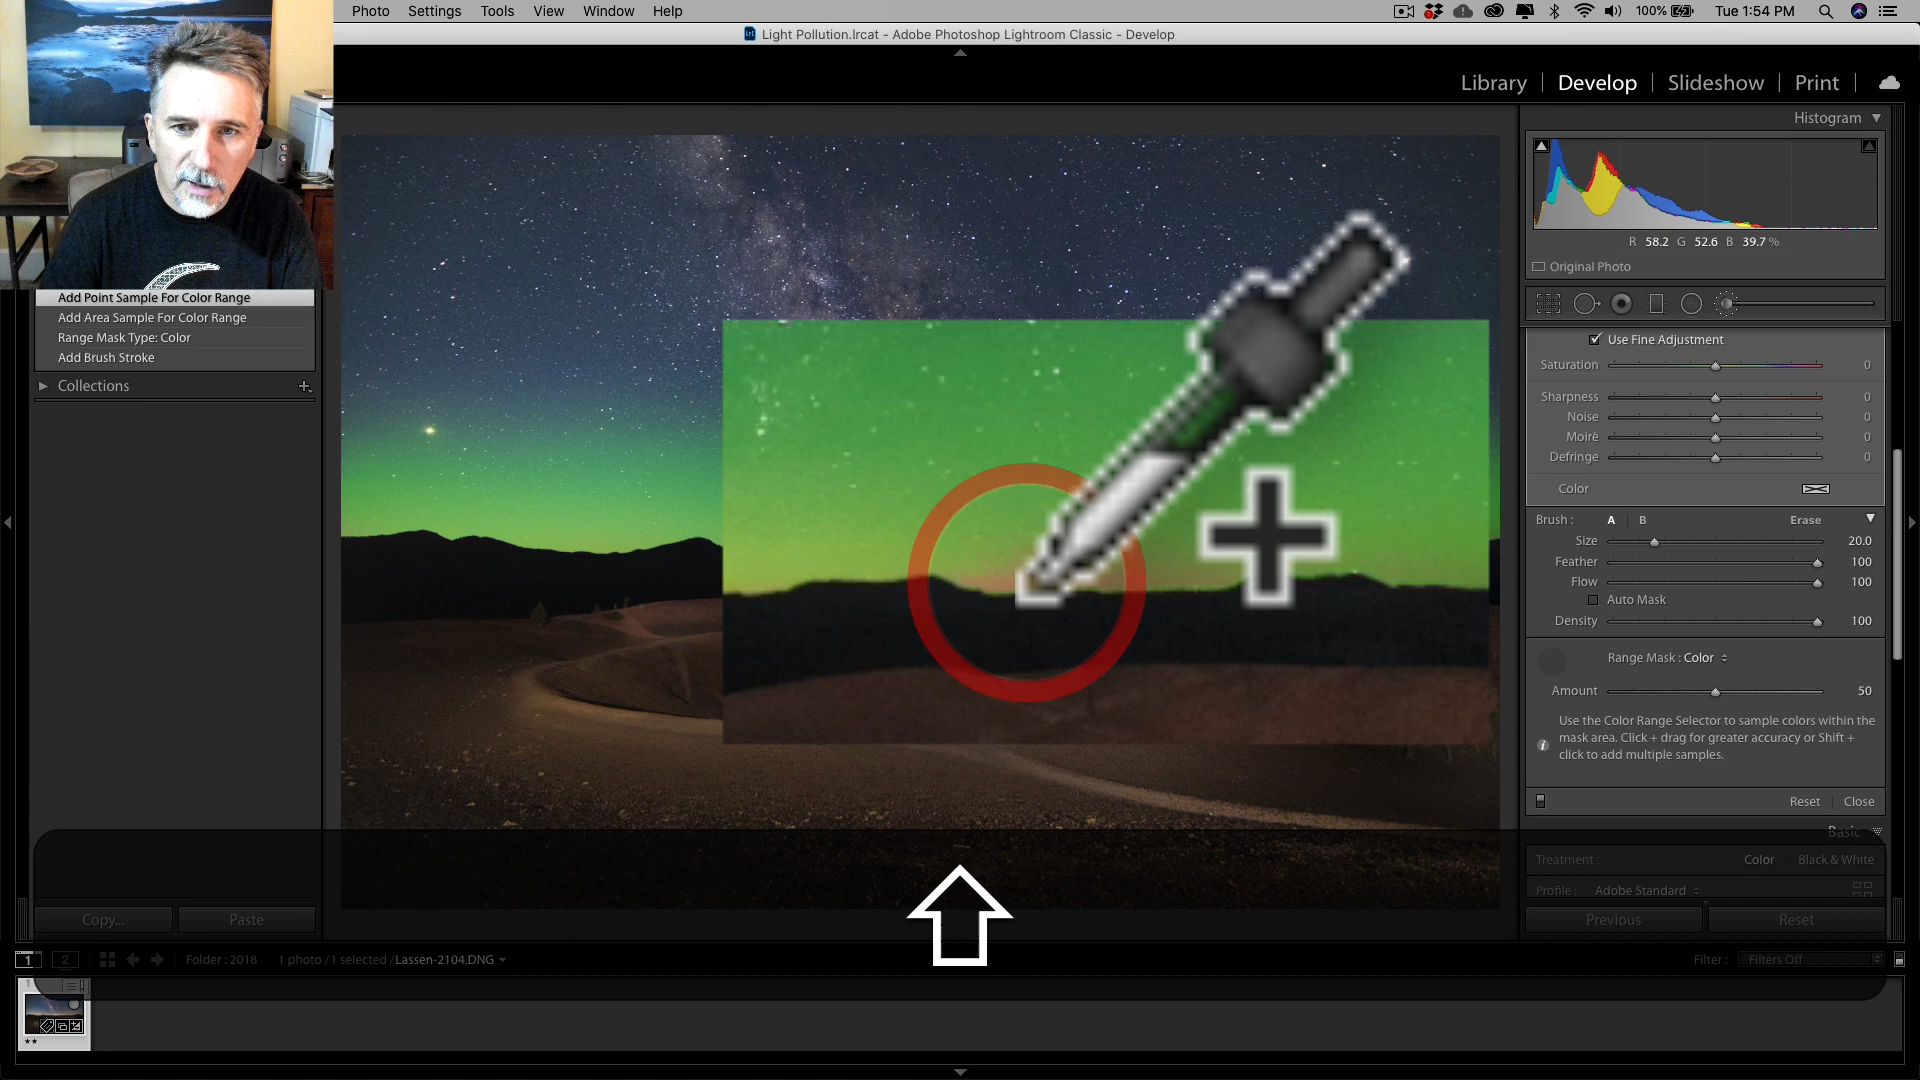 Photo Settings Tools View Window Help 100% Tue 1:54 PM
Light Pollution.lrcat - Adobe Photoshop Lightroom Classic - Develop
Library Develop Slideshow Print
Histogram
R 58.2 G 52.6 B 39.7 %
Original Photo
Add Point Sample For Color Range
Add Area Sample For Color Range
Range Mask Type: Color
Add Brush Stroke
Collections
Use Fine Adjustment
Saturation 0
Sharpness 0
Noise 0
Moiré 0
Defringe 0
Color
Brush : A B Erase
Size 20.0
Feather 100
Flow 100
Auto Mask
Density 100
Range Mask : Color
Amount 50
Use the Color Range Selector to sample colors within the
mask area. Click + drag for greater accuracy or Shift +
click to add multiple samples.
Reset Close
Basic
Treatment : Color Black & White
Profile : Adobe Standard
Copy... Paste
Previous Reset
1 2 Folder : 2018 1 photo / 1 selected / Lassen-2104.DNG
Filter : Filters Off
1